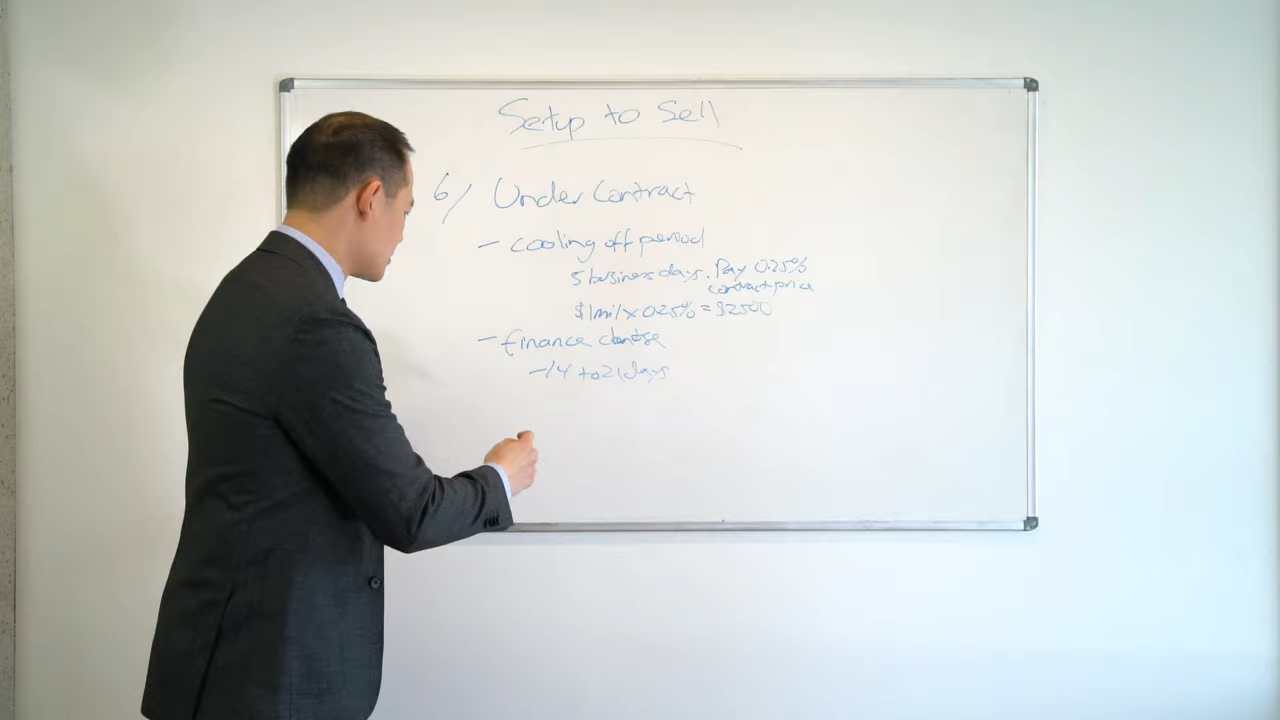 Setup to Sell
6/ Under Contract
- cooling off period
5 business days. Pay 0.25%
contract price
$1mil x 0.25% = $2500
- finance clause
- 14 to 21 days